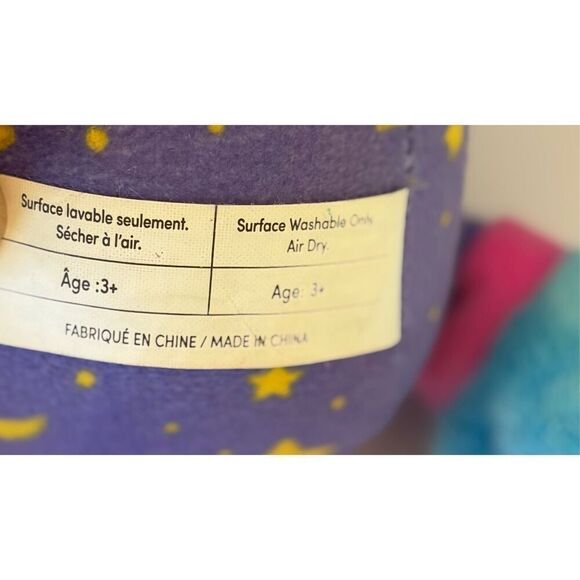 Surface lavable seulement.
Sécher à l'air.
Surface Washable Only.
Air Dry.
Âge :3+
Age: 3+
FABRIQUÉ EN CHINE / MADE IN CHINA